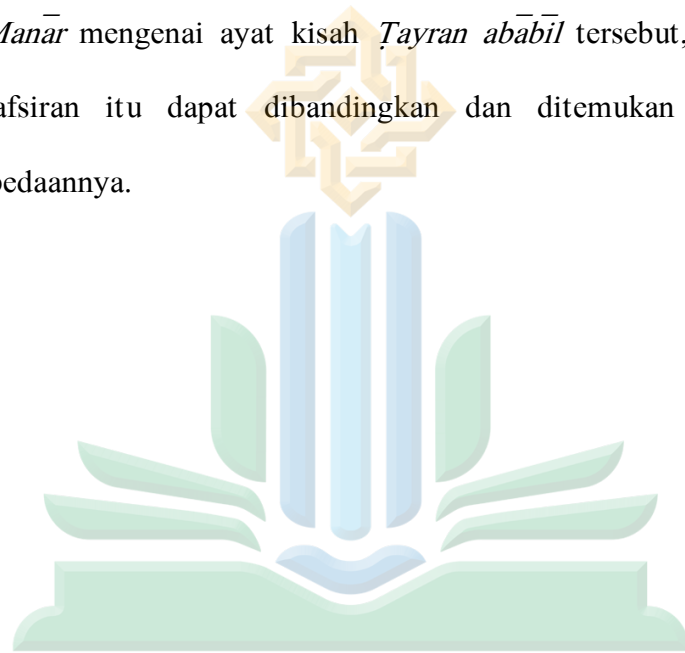 Manār mengenai ayat kisah Ṭayran abābīl tersebut,
afsiran itu dapat dibandingkan dan ditemukan
bedaannya.